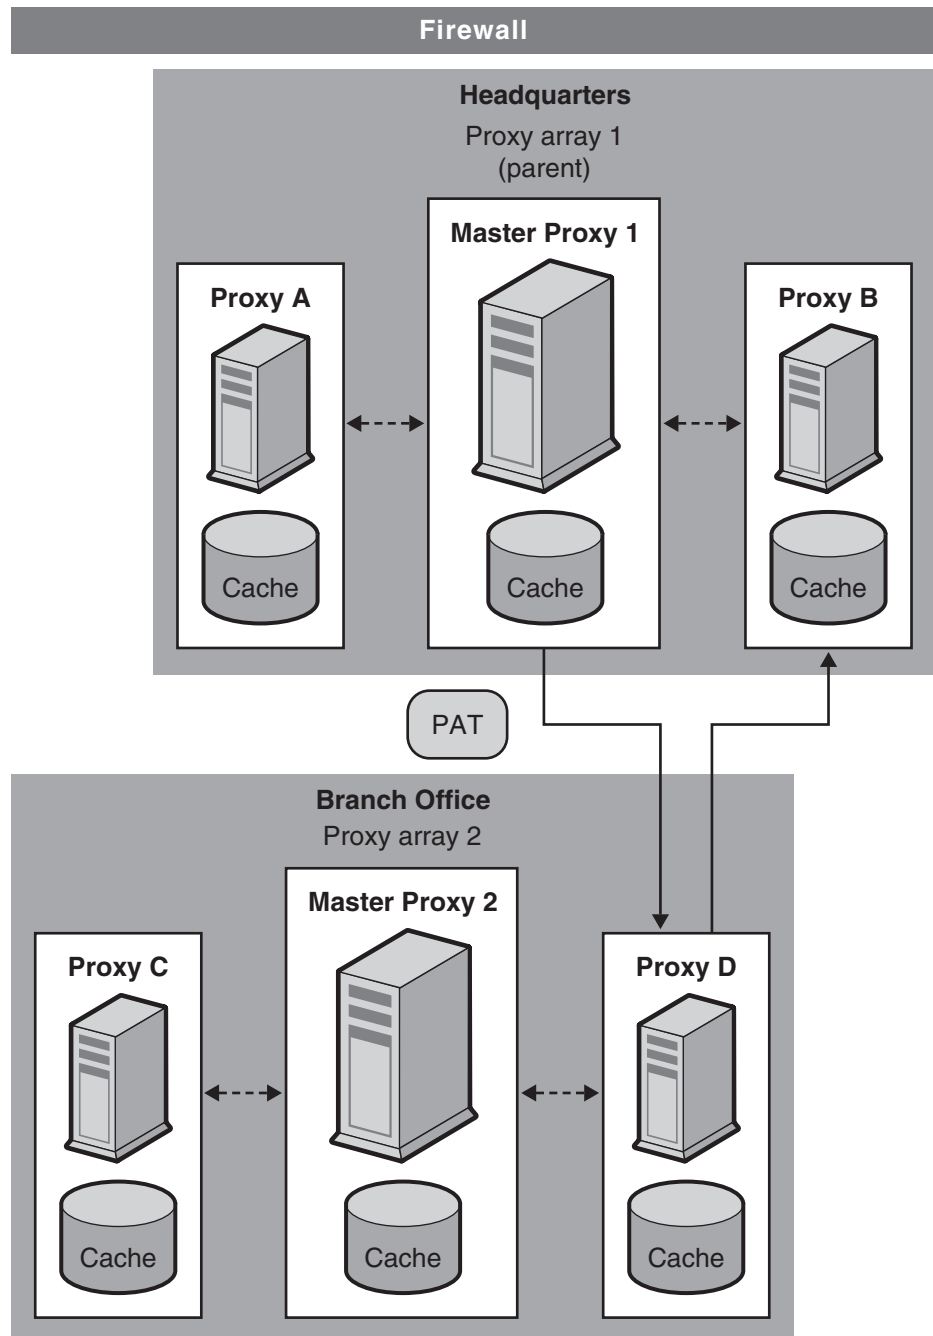 Firewall
Headquarters
Proxy array 1
(parent)
Master Proxy 1
Proxy A
Proxy B
Cache
Cache
Cache
PAT
Branch Office
Proxy array 2
Master Proxy 2
Proxy C
Proxy D
Cache
Cache
Cache